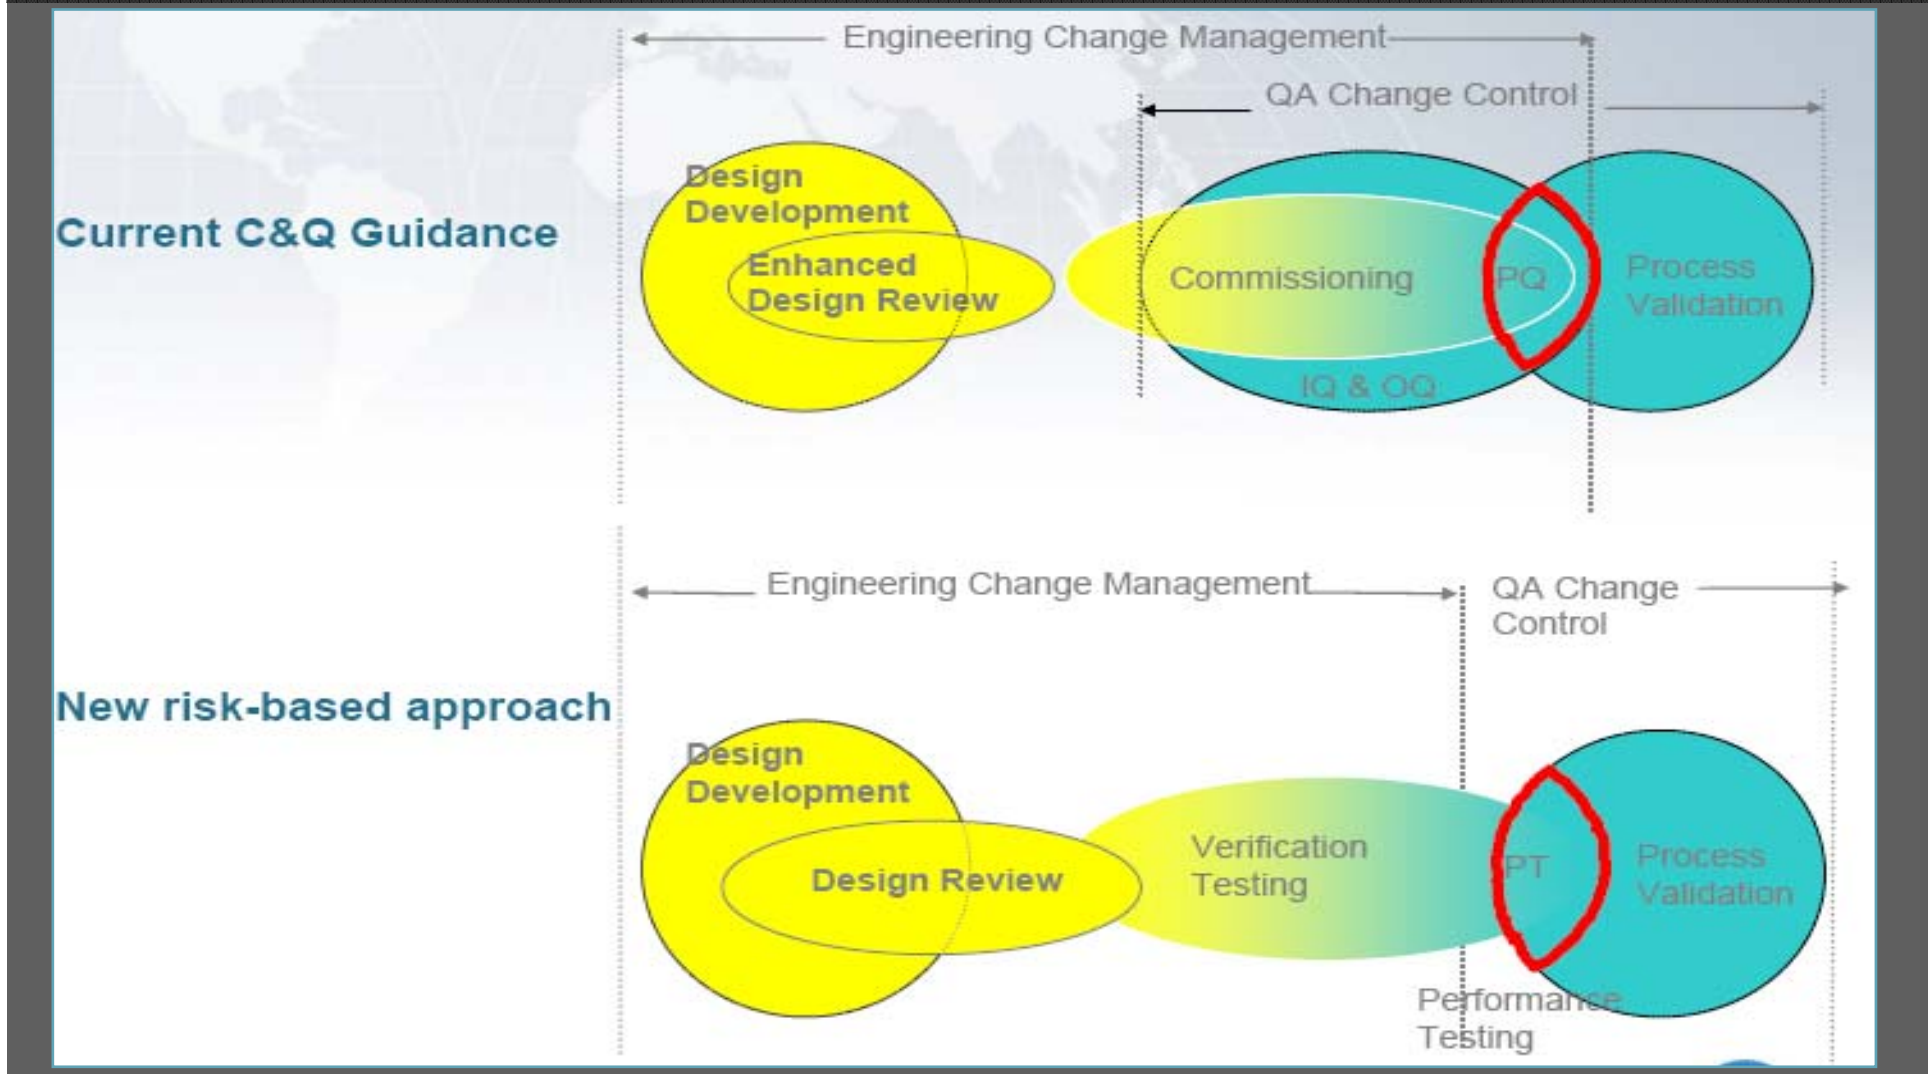 Engineering Change Management
QA Change Control
Design
Development
Enhanced
Design Review
Current C&Q Guidance
Commissioning
PQ
Process
Validation
IQ & OQ
Engineering Change Management
QA Change
Control
New risk-based approach
Design
Development
Design Review
Verification
Testing
PT
Process
Validation
Performance
Testing